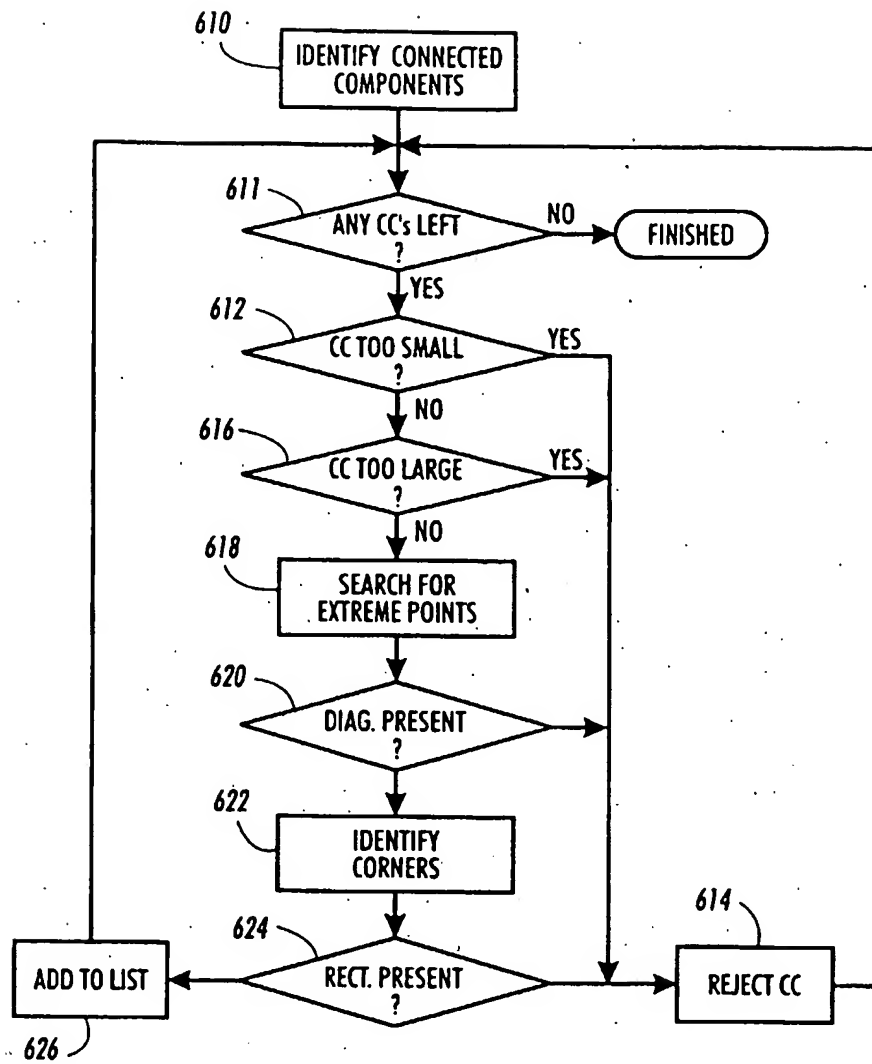 610
IDENTIFY CONNECTED
COMPONENTS
611
ANY CC's LEFT
?
NO
FINISHED
YES
612
CC TOO SMALL
?
YES
NO
616
CC TOO LARGE
?
YES
NO
618
SEARCH FOR
EXTREME POINTS
620
DIAG. PRESENT
?
622
IDENTIFY
CORNERS
624
RECT. PRESENT
?
614
REJECT CC
ADD TO LIST
626